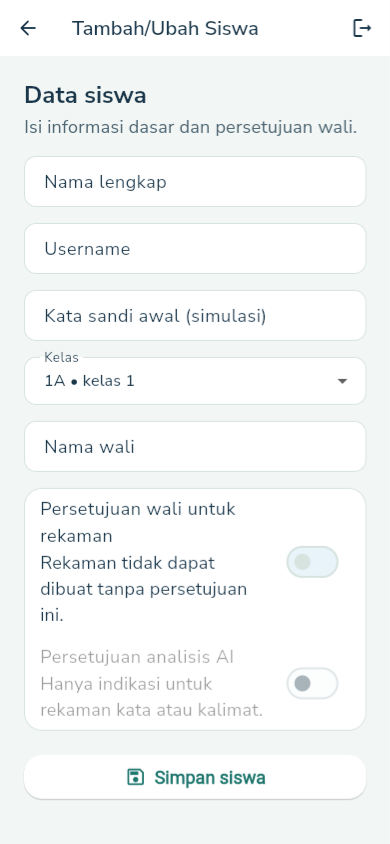 Tambah/Ubah Siswa
Data siswa
Isi informasi dasar dan persetujuan wali.
Nama lengkap
Username
Kata sandi awal (simulasi)
Kelas
1A • kelas 1
Nama wali
Persetujuan wali untuk
rekaman
Rekaman tidak dapat
dibuat tanpa persetujuan
ini.
Persetujuan analisis AI
Hanya indikasi untuk
rekaman kata atau kalimat.
Simpan siswa